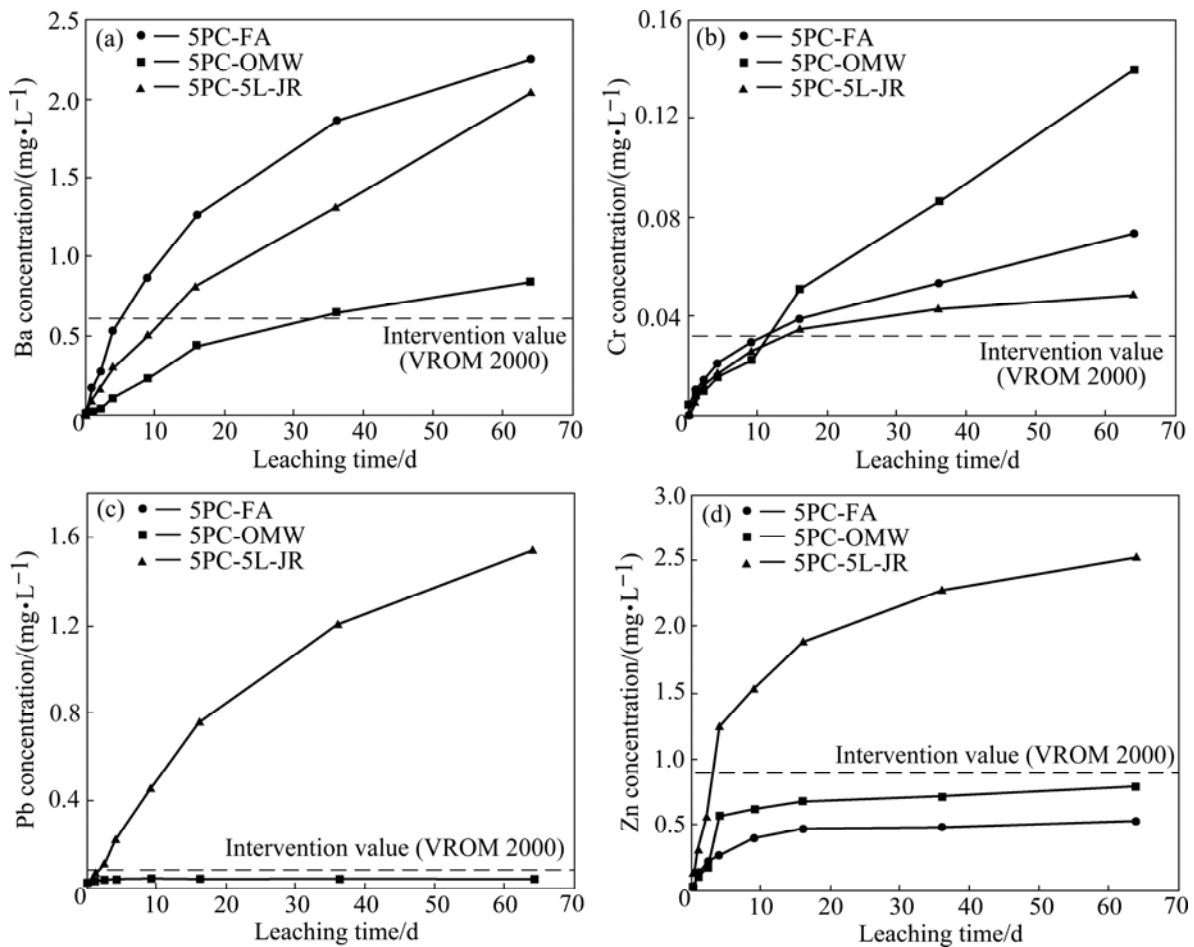 (a)
5PC-FA
5PC-OMW
5PC-5L-JR
2.5
2.0
1.5
1.0
0.5
0
10
20
30
40
50
60
70
Ba concentration/(mg•L⁻¹)
Leaching time/d
Intervention value
(VROM 2000)
(b)
5PC-FA
5PC-OMW
5PC-5L-JR
0.16
0.12
0.08
0.04
0
10
20
30
40
50
60
70
Cr concentration/(mg•L⁻¹)
Leaching time/d
Intervention value
(VROM 2000)
(c)
5PC-FA
5PC-OMW
5PC-5L-JR
1.6
1.2
0.8
0.4
0
10
20
30
40
50
60
70
Pb concentration/(mg•L⁻¹)
Leaching time/d
Intervention value (VROM 2000)
(d)
5PC-FA
5PC-OMW
5PC-5L-JR
3.0
2.5
2.0
1.5
1.0
0.5
0
10
20
30
40
50
60
70
Zn concentration/(mg•L⁻¹)
Leaching time/d
Intervention value (VROM 2000)